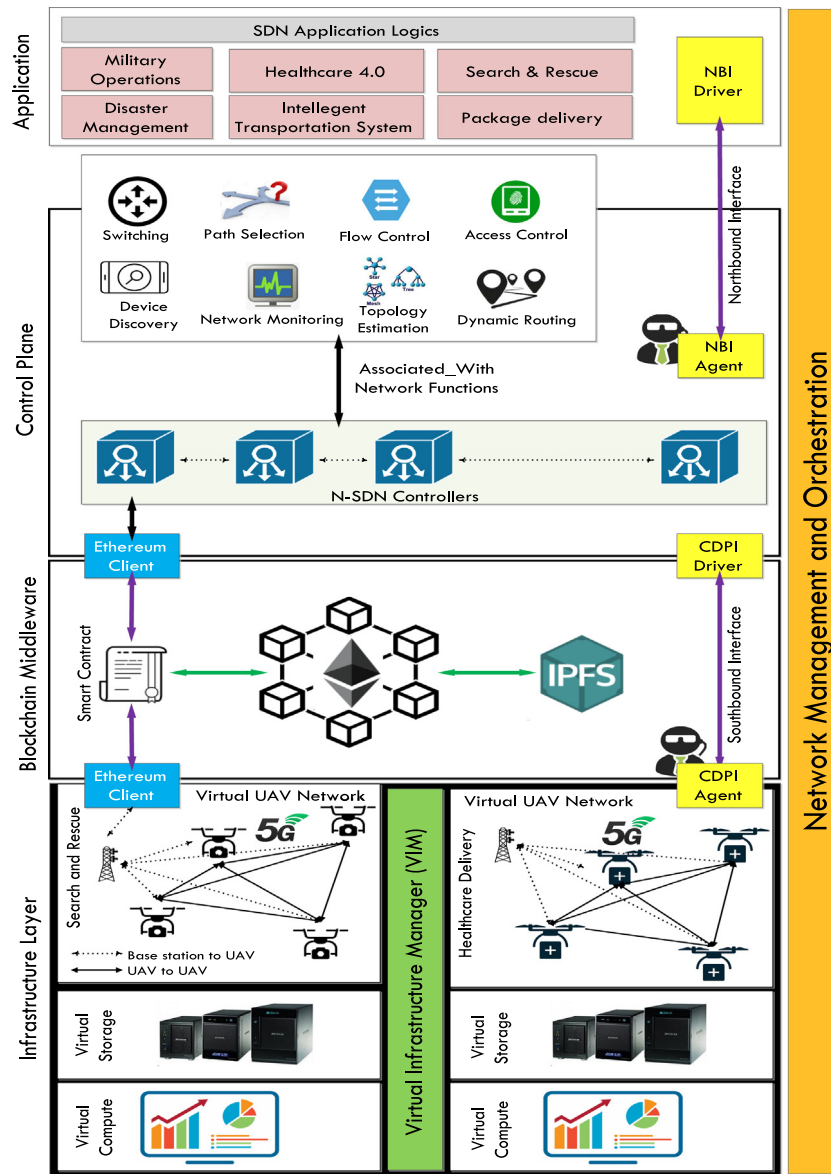 Application
SDN Application Logics
Military
Operations
Healthcare 4.0
Search & Rescue
Disaster
Management
Intellegent
Transportation System
Package delivery
NBI
Driver
Northbound Interface
NBI
Agent
Control Plane
Switching
Path Selection
Flow Control
Access Control
Device
Discovery
Network Monitoring
Star
Tree
Mesh
Topology
Estimation
Dynamic Routing
Associated_With
Network Functions
N-SDN Controllers
Ethereum
Client
CDPI
Driver
Blockchain Middleware
Smart Contract
IPFS
Southbound Interface
Ethereum
Client
CDPI
Agent
Infrastructure Layer
Virtual UAV Network
Search and Rescue
5G
Base station to UAV
UAV to UAV
Virtual
Storage
Virtual
Compute
Virtual Infrastructure Manager (VIM)
Virtual UAV Network
Healthcare Delivery
5G
Virtual
Storage
Virtual
Compute
Network Management and Orchestration